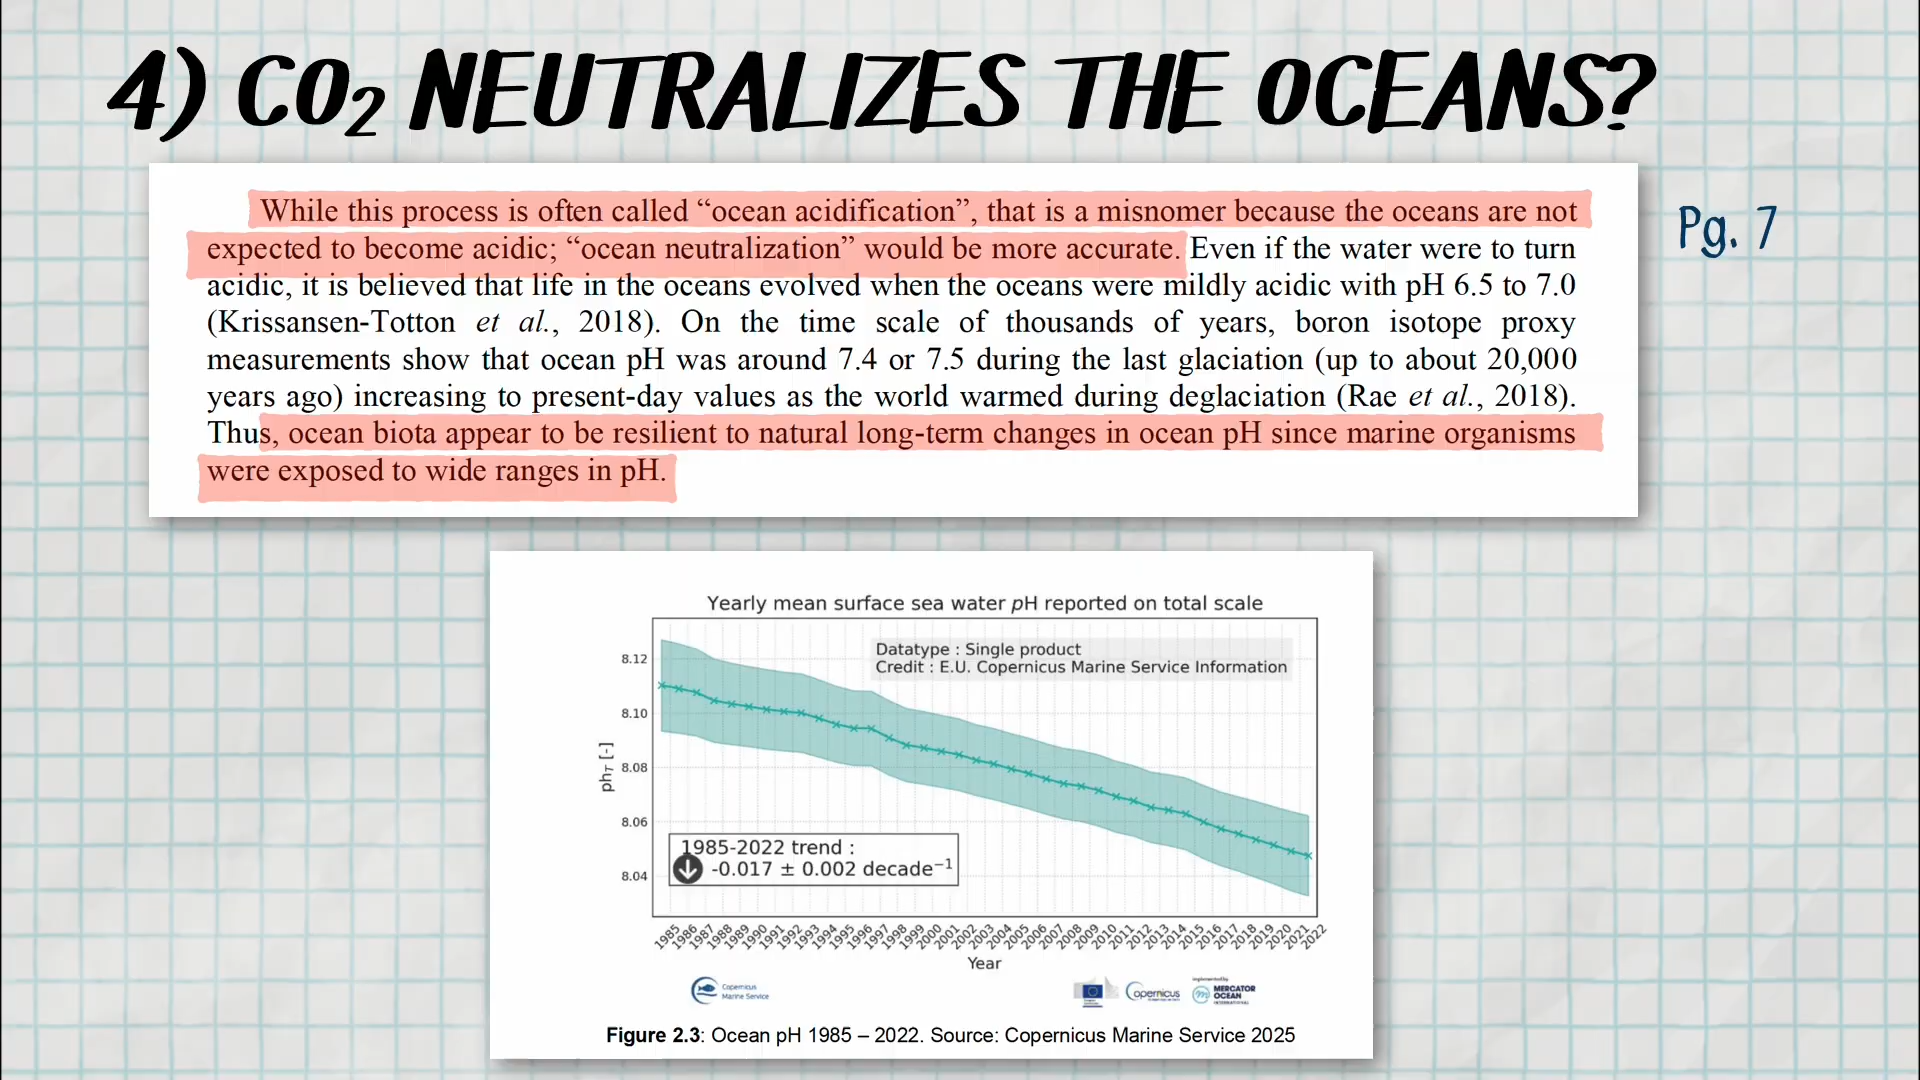 4) CO₂ NEUTRALIZES THE OCEANS?
While this process is often called “ocean acidification”, that is a misnomer because the oceans are not
expected to become acidic; “ocean neutralization” would be more accurate. Even if the water were to turn
acidic, it is believed that life in the oceans evolved when the oceans were mildly acidic with pH 6.5 to 7.0
(Krissansen-Totton et al., 2018). On the time scale of thousands of years, boron isotope proxy
measurements show that ocean pH was around 7.4 or 7.5 during the last glaciation (up to about 20,000
years ago) increasing to present-day values as the world warmed during deglaciation (Rae et al., 2018).
Thus, ocean biota appear to be resilient to natural long-term changes in ocean pH since marine organisms
were exposed to wide ranges in pH.
Pg. 7
Yearly mean surface sea water pH reported on total scale
Datatype : Single product
Credit : E.U. Copernicus Marine Service Information
8.12
8.10
8.08
8.06
8.04
phT [-]
1985-2022 trend :
-0.017 ± 0.002 decade⁻¹
1985 1986 1987 1988 1989 1990 1991 1992 1993 1994 1995 1996 1997 1998 1999 2000 2001 2002 2003 2004 2005 2006 2007 2008 2009 2010 2011 2012 2013 2014 2015 2016 2017 2018 2019 2020 2021 2022
Year
Copernicus
Marine Service
opernicus
implemented by
MERCATOR
OCEAN
INTERNATIONAL
Figure 2.3: Ocean pH 1985 – 2022. Source: Copernicus Marine Service 2025